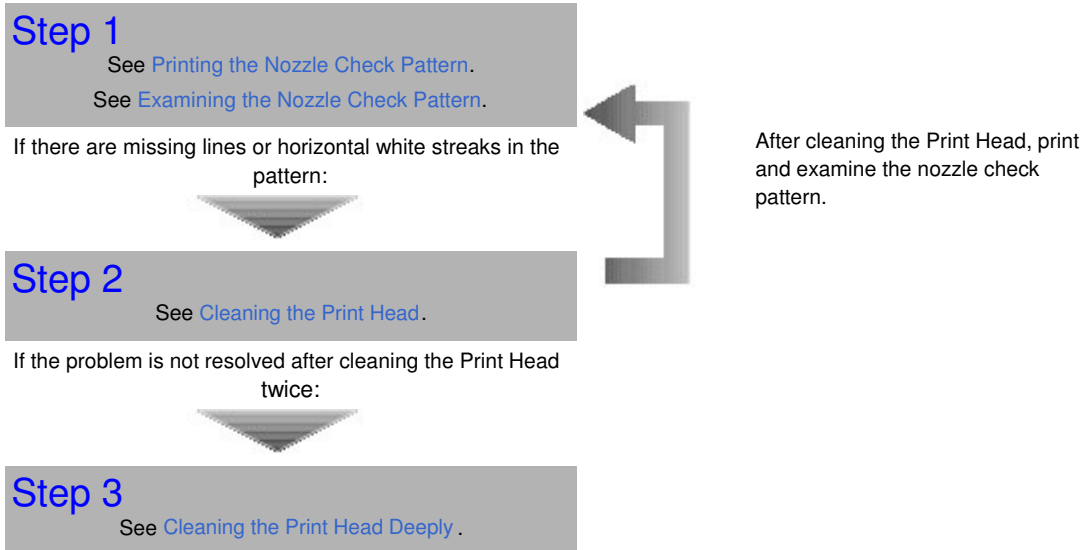 Step 1
See Printing the Nozzle Check Pattern.
See Examining the Nozzle Check Pattern.
If there are missing lines or horizontal white streaks in the
pattern:
After cleaning the Print Head, print
and examine the nozzle check
pattern.
Step 2
See Cleaning the Print Head.
If the problem is not resolved after cleaning the Print Head
twice:
Step 3
See Cleaning the Print Head Deeply.